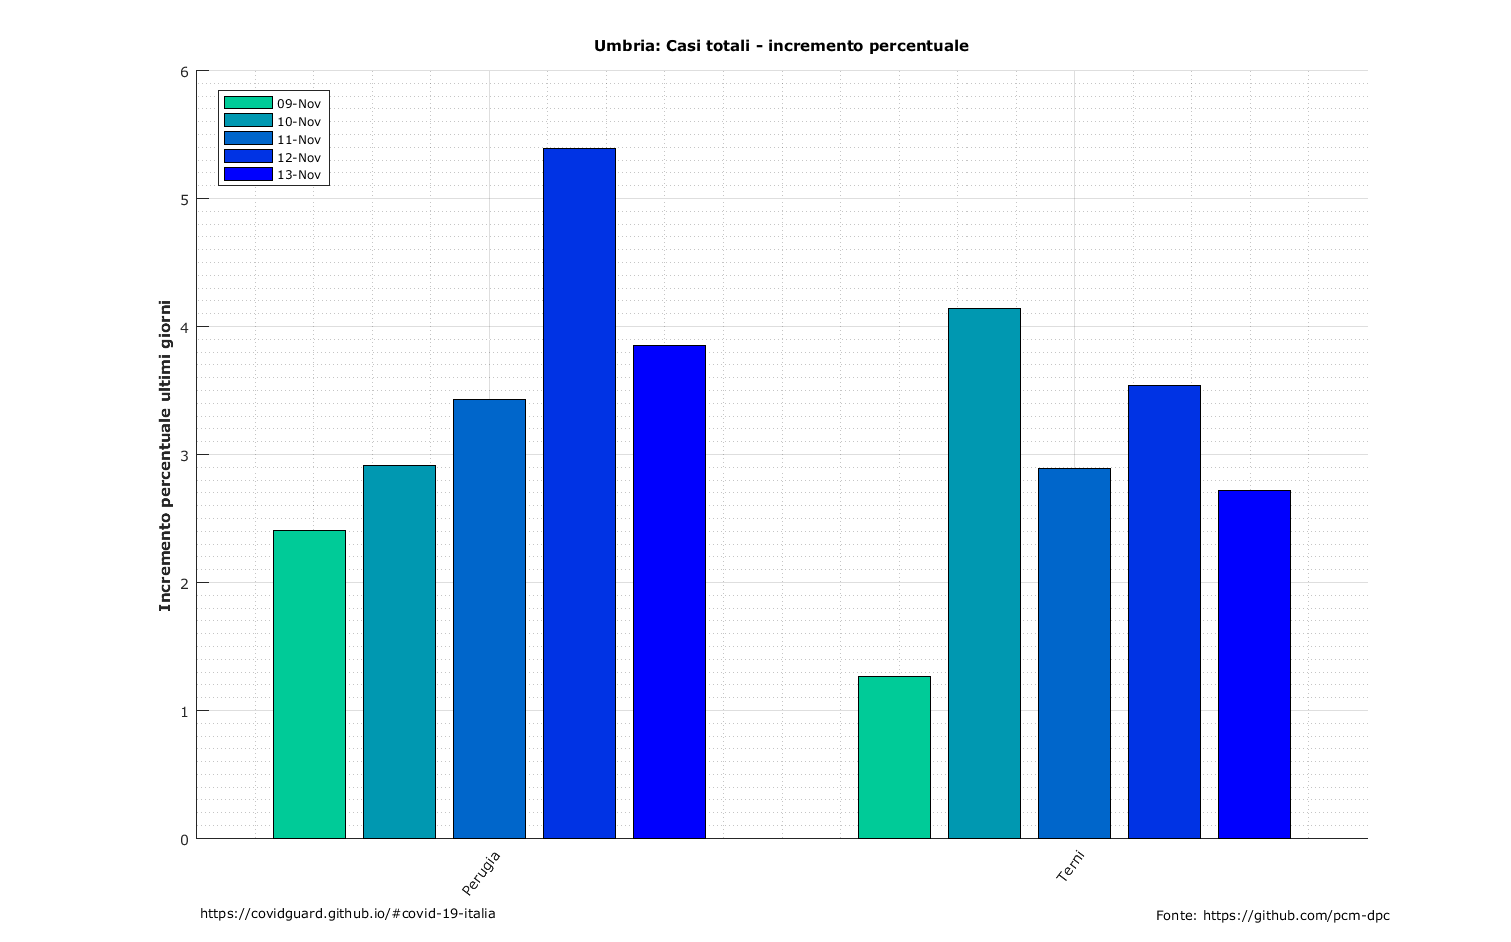 Umbria: Casi totali - incremento percentuale
6
5
4
3
2
1
0
Incremento percentuale ultimi giorni
09-Nov
10-Nov
11-Nov
12-Nov
13-Nov
Perugia
Terni
https://covidguard.github.io/#covid-19-italia
Fonte: https://github.com/pcm-dpc